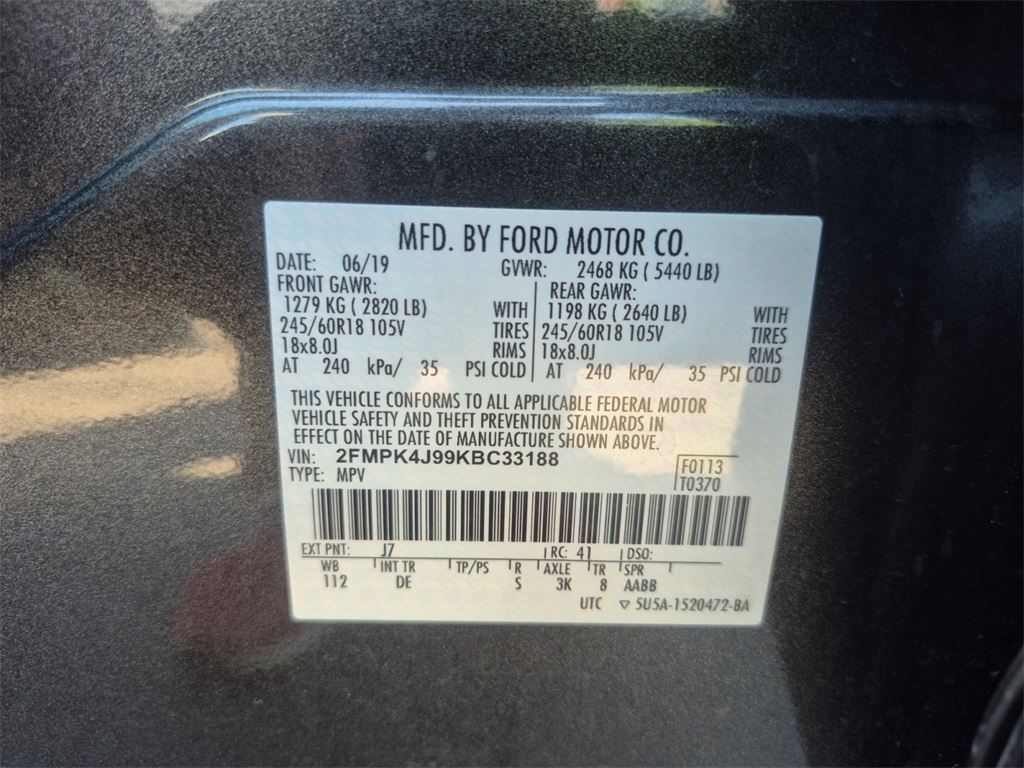 MFD. BY FORD MOTOR CO.
DATE: 06/19 GVWR: 2468 KG ( 5440 LB)
FRONT GAWR: REAR GAWR:
1279 KG ( 2820 LB) WITH 1198 KG ( 2640 LB) WITH
245/60R18 105V TIRES 245/60R18 105V TIRES
18x8.0J RIMS 18x8.0J RIMS
AT 240 kPa/ 35 PSI COLD AT 240 kPa/ 35 PSI COLD
THIS VEHICLE CONFORMS TO ALL APPLICABLE FEDERAL MOTOR
VEHICLE SAFETY AND THEFT PREVENTION STANDARDS IN
EFFECT ON THE DATE OF MANUFACTURE SHOWN ABOVE.
VIN: 2FMPK4J99KBC33188
TYPE: MPV
F0113
T0370
EXT PNT: J7 RC: 41 DSO:
WB INT TR TP/PS R AXLE TR SPR
112 DE S 3K 8 AABB
UTC ▽ 5U5A-1520472-BA